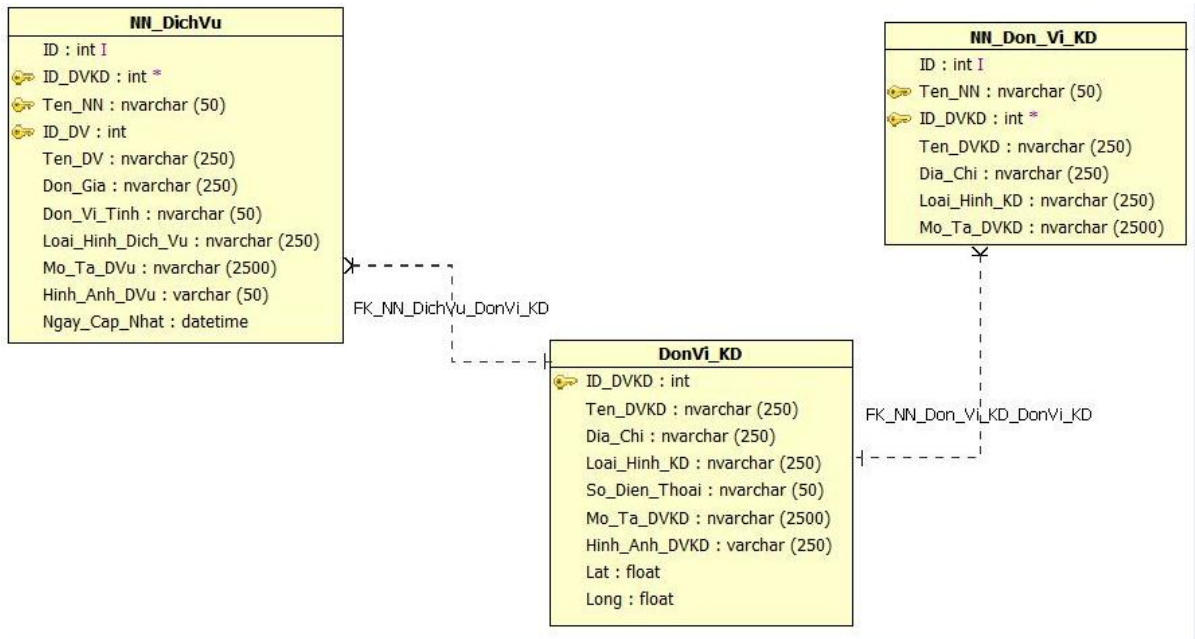 NN_DichVu
ID : int I
ID_DVKD : int *
Ten_NN : nvarchar (50)
ID_DV : int
Ten_DV : nvarchar (250)
Don_Gia : nvarchar (250)
Don_Vi_Tinh : nvarchar (50)
Loai_Hinh_Dich_Vu : nvarchar (250)
Mo_Ta_DVu : nvarchar (2500)
Hinh_Anh_DVu : varchar (50)
Ngay_Cap_Nhat : datetime
NN_Don_Vi_KD
ID : int I
Ten_NN : nvarchar (50)
ID_DVKD : int *
Ten_DVKD : nvarchar (250)
Dia_Chi : nvarchar (250)
Loai_Hinh_KD : nvarchar (250)
Mo_Ta_DVKD : nvarchar (2500)
FK_NN_DichVu_DonVi_KD
DonVi_KD
ID_DVKD : int
Ten_DVKD : nvarchar (250)
Dia_Chi : nvarchar (250)
Loai_Hinh_KD : nvarchar (250)
So_Dien_Thoai : nvarchar (50)
Mo_Ta_DVKD : nvarchar (2500)
Hinh_Anh_DVKD : varchar (250)
Lat : float
Long : float
FK_NN_Don_Vi_KD_DonVi_KD